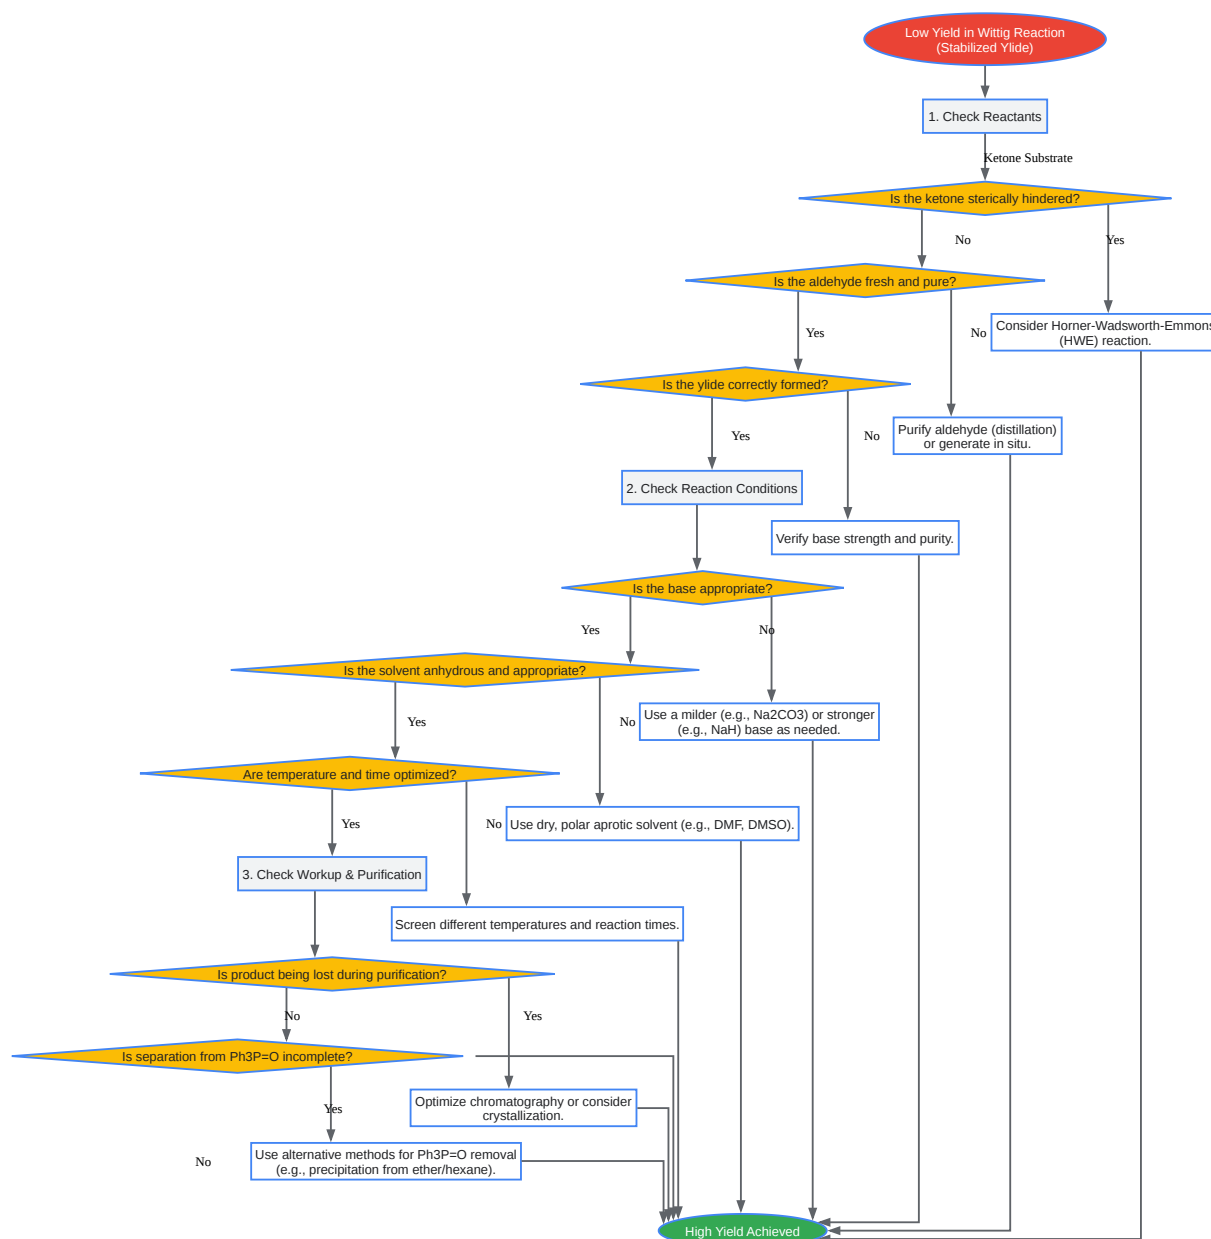 Low Yield in Wittig Reaction
(Stabilized Ylide)
1. Check Reactants
Ketone Substrate
Is the ketone sterically hindered?
No
Yes
Is the aldehyde fresh and pure?
Yes
No
Consider Horner-Wadsworth-Emmons
(HWE) reaction.
Is the ylide correctly formed?
Yes
No
Purify aldehyde (distillation)
or generate in situ.
2. Check Reaction Conditions
Verify base strength and purity.
Is the base appropriate?
Yes
No
Is the solvent anhydrous and appropriate?
Yes
No
Use a milder (e.g., Na2CO3) or stronger
(e.g., NaH) base as needed.
Are temperature and time optimized?
Yes
No
Use dry, polar aprotic solvent (e.g., DMF, DMSO).
3. Check Workup & Purification
Screen different temperatures and reaction times.
Is product being lost during purification?
No
Yes
Is separation from Ph3P=O incomplete?
Optimize chromatography or consider
crystallization.
Yes
No
Use alternative methods for Ph3P=O removal
(e.g., precipitation from ether/hexane).
High Yield Achieved